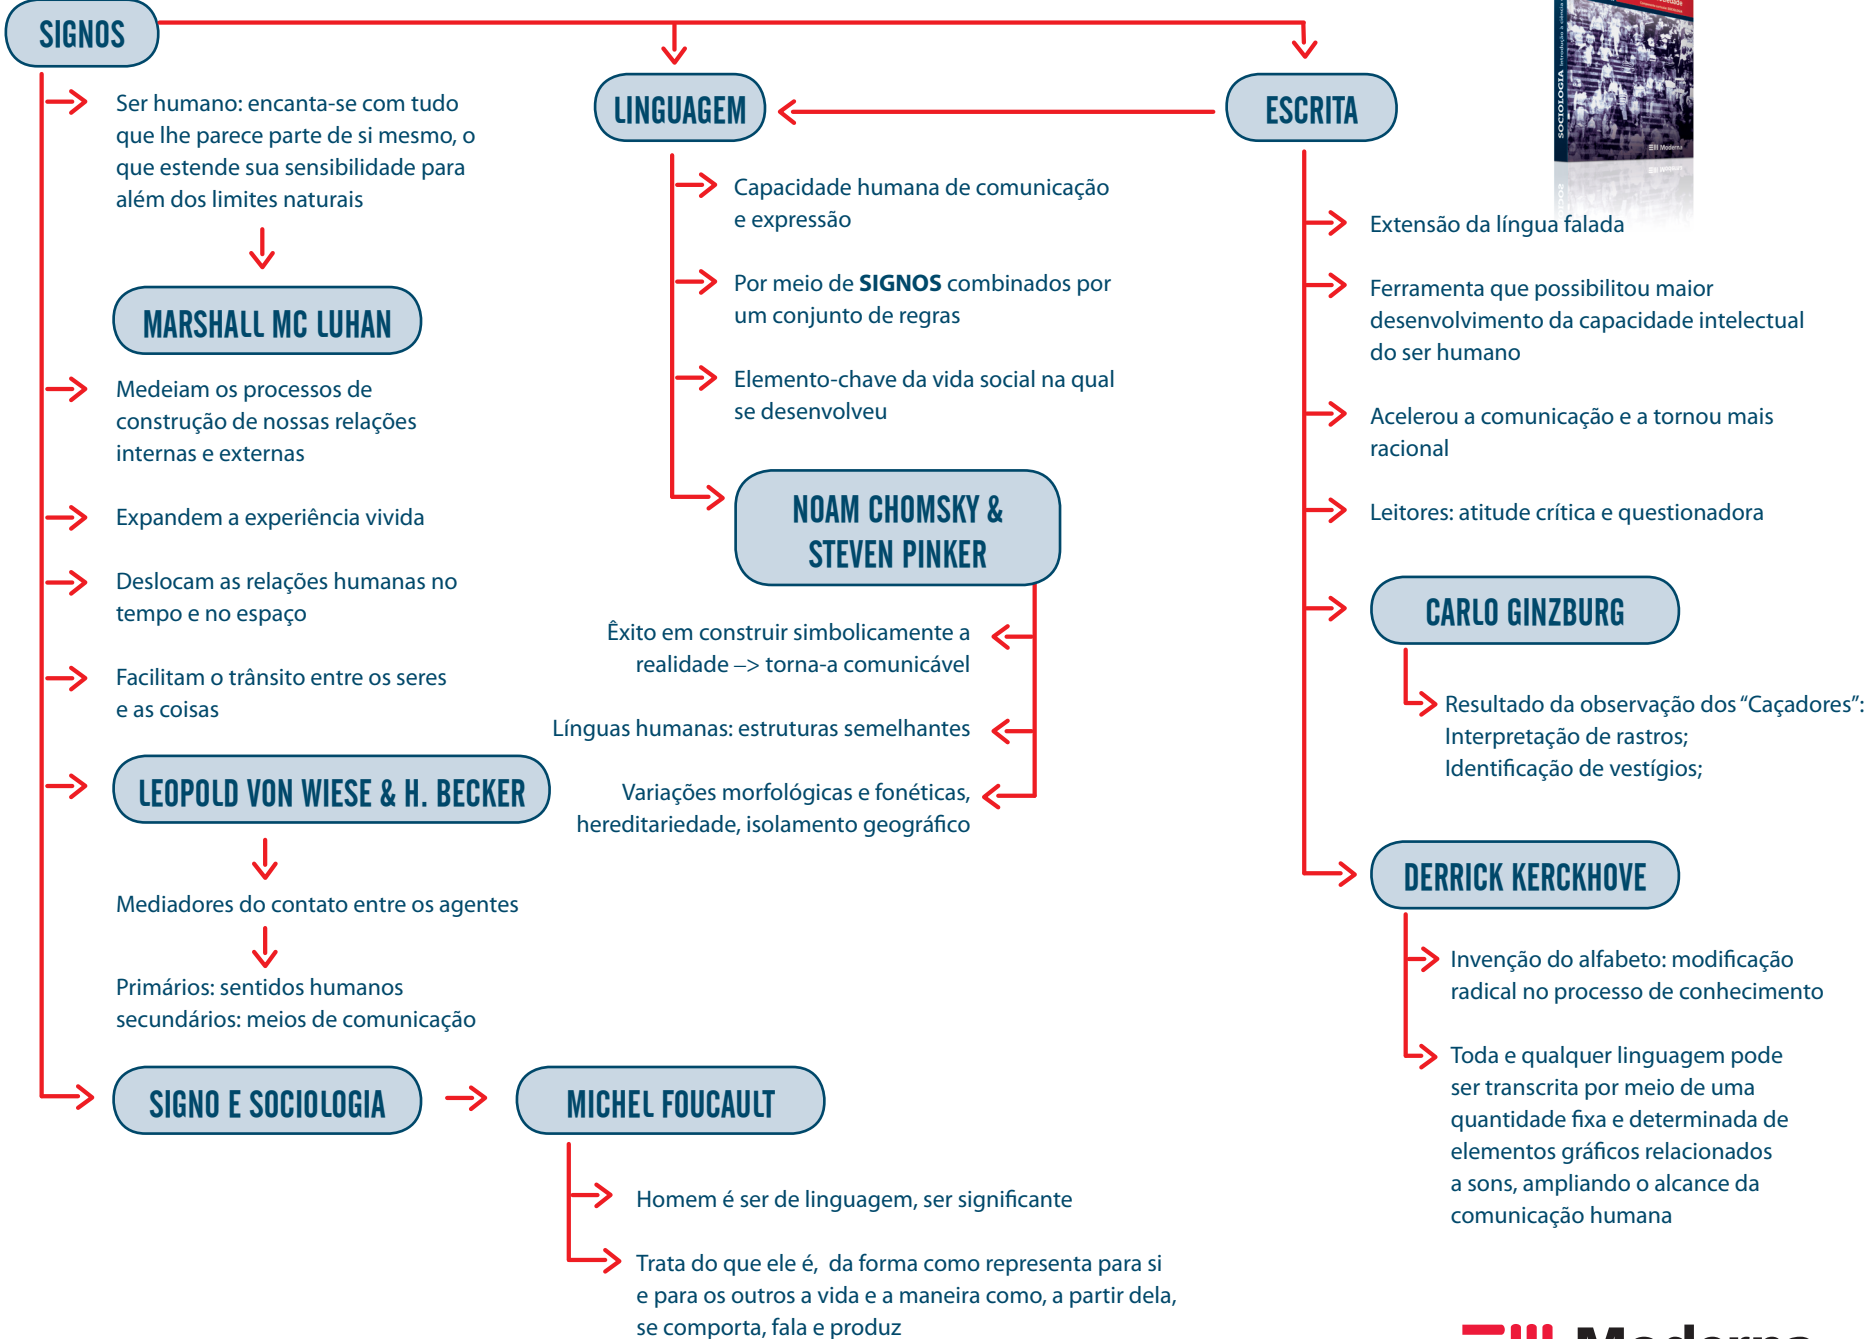 SIGNOS
Ser humano: encanta-se com tudo
que lhe parece parte de si mesmo, o
que estende sua sensibilidade para
além dos limites naturais
MARSHALL MC LUHAN
Medeiam os processos de
construção de nossas relações
internas e externas
Expandem a experiência vivida
Deslocam as relações humanas no
tempo e no espaço
Facilitam o trânsito entre os seres
e as coisas
LEOPOLD VON WIESE & H. BECKER
Mediadores do contato entre os agentes
Primários: sentidos humanos
secundários: meios de comunicação
SIGNO E SOCIOLOGIA
MICHEL FOUCAULT
Homem é ser de linguagem, ser significante
Trata do que ele é, da forma como representa para si
e para os outros a vida e a maneira como, a partir dela,
se comporta, fala e produz
LINGUAGEM
Capacidade humana de comunicação
e expressão
Por meio de SIGNOS combinados por
um conjunto de regras
Elemento-chave da vida social na qual
se desenvolveu
NOAM CHOMSKY &
STEVEN PINKER
Êxito em construir simbolicamente a
realidade –> torna-a comunicável
Línguas humanas: estruturas semelhantes
Variações morfológicas e fonéticas,
hereditariedade, isolamento geográfico
ESCRITA
Extensão da língua falada
Ferramenta que possibilitou maior
desenvolvimento da capacidade intelectual
do ser humano
Acelerou a comunicação e a tornou mais
racional
Leitores: atitude crítica e questionadora
CARLO GINZBURG
Resultado da observação dos “Caçadores”:
Interpretação de rastros;
Identificação de vestígios;
DERRICK KERCKHOVE
Invenção do alfabeto: modificação
radical no processo de conhecimento
Toda e qualquer linguagem pode
ser transcrita por meio de uma
quantidade fixa e determinada de
elementos gráficos relacionados
a sons, ampliando o alcance da
comunicação humana
SOCIOLOGIA Introdução à ciência
Moderna
Moderna